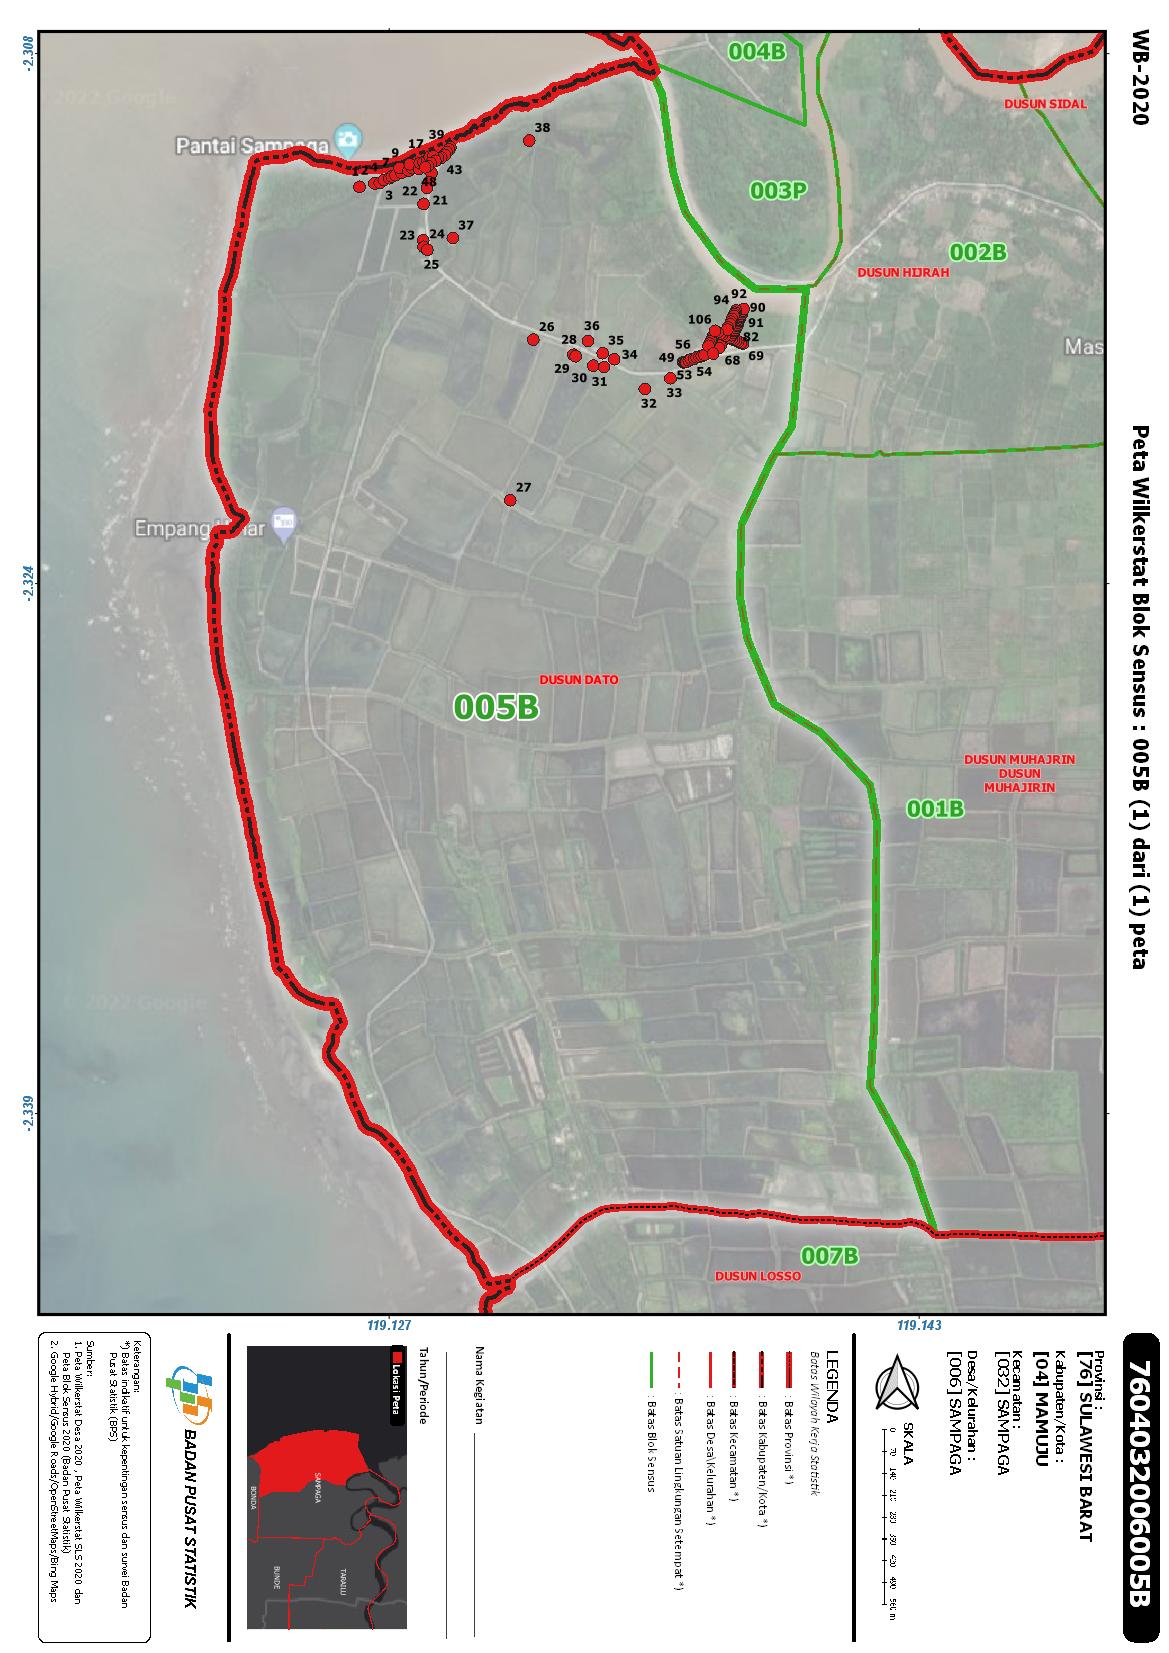 WB-2020
Peta Wilkerstat Blok Sensus : 005B (1) dari (1) peta
-2.308
-2.324
-2.339
119.127
119.143
004B
003P
002B
005B
001B
007B
DUSUN SIDAL
DUSUN HIJRAH
DUSUN DATO
DUSUN MUHAJRIN
DUSUN
MUHAJIRIN
DUSUN LOSSO
2022 Google
Pantai Sampaga
Mas
39
38
17
9
7
43
48
3
22
21
23
24
37
25
26
36
28
35
34
29
30
31
32
33
27
92
94
90
106
91
82
56
49
53
54
68
69
2022 Google
7604032006005B
Provinsi :
[76] SULAWESI BARAT
Kabupaten/Kota :
[04] MAMUJU
Kecamatan :
[032] SAMPAGA
Desa/Kelurahan :
[006] SAMPAGA
SKALA
0 70 140 210 280 350 420 490 560 m
LEGENDA
Batas Wilayah Kerja Statistik
: Batas Provinsi *)
: Batas Kabupaten/Kota *)
: Batas Kecamatan *)
: Batas Desa\Kelurahan *)
: Batas Satuan Lingkungan Setempat *)
: Batas Blok Sensus
Nama Kegiatan
Tahun/Periode
Lokasi Peta
SAMPAGA
BONDA
TARAILU
BUNDE
BADAN PUSAT STATISTIK
Keterangan:
*) Batas indikatif untuk kepentingan sensus dan survei Badan
Pusat Statistik (BPS)
Sumber:
1. Peta Wilkerstat Desa 2020 , Peta Wilkerstat SLS 2020 dan
Peta Blok Sensus 2020 (Badan Pusat Statistik)
2. Google Hybrid/Google Roads/OpenStreetMaps/Bing Maps